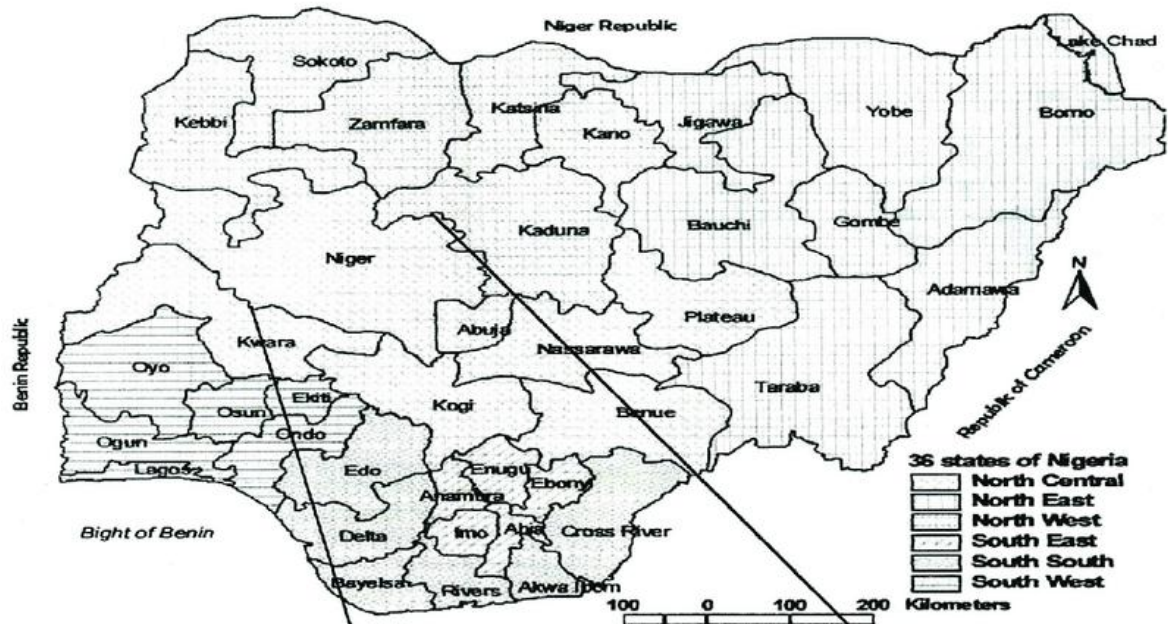 Niger Republic
Lake Chad
Sokoto
Kebbi
Zamfara
Katsina
Kano
Jigawa
Yobe
Borno
Kaduna
Bauchi
Gombe
Niger
Adamawa
N
Abuja
Plateau
Nassarawa
Kwara
Benin Republic
Oyo
Taraba
Republic of Cameroon
Osun
Ekiti
Kogi
Benue
Ogun
Ondo
Lagos
Edo
Enugu
Ebonyi
Anambra
36 states of Nigeria
North Central
North East
North West
South East
South South
South West
Bight of Benin
Delta
Imo
Abia
Cross River
Bayelsa
Rivers
Akwa Ibom
100 0 100 200 Kilometers